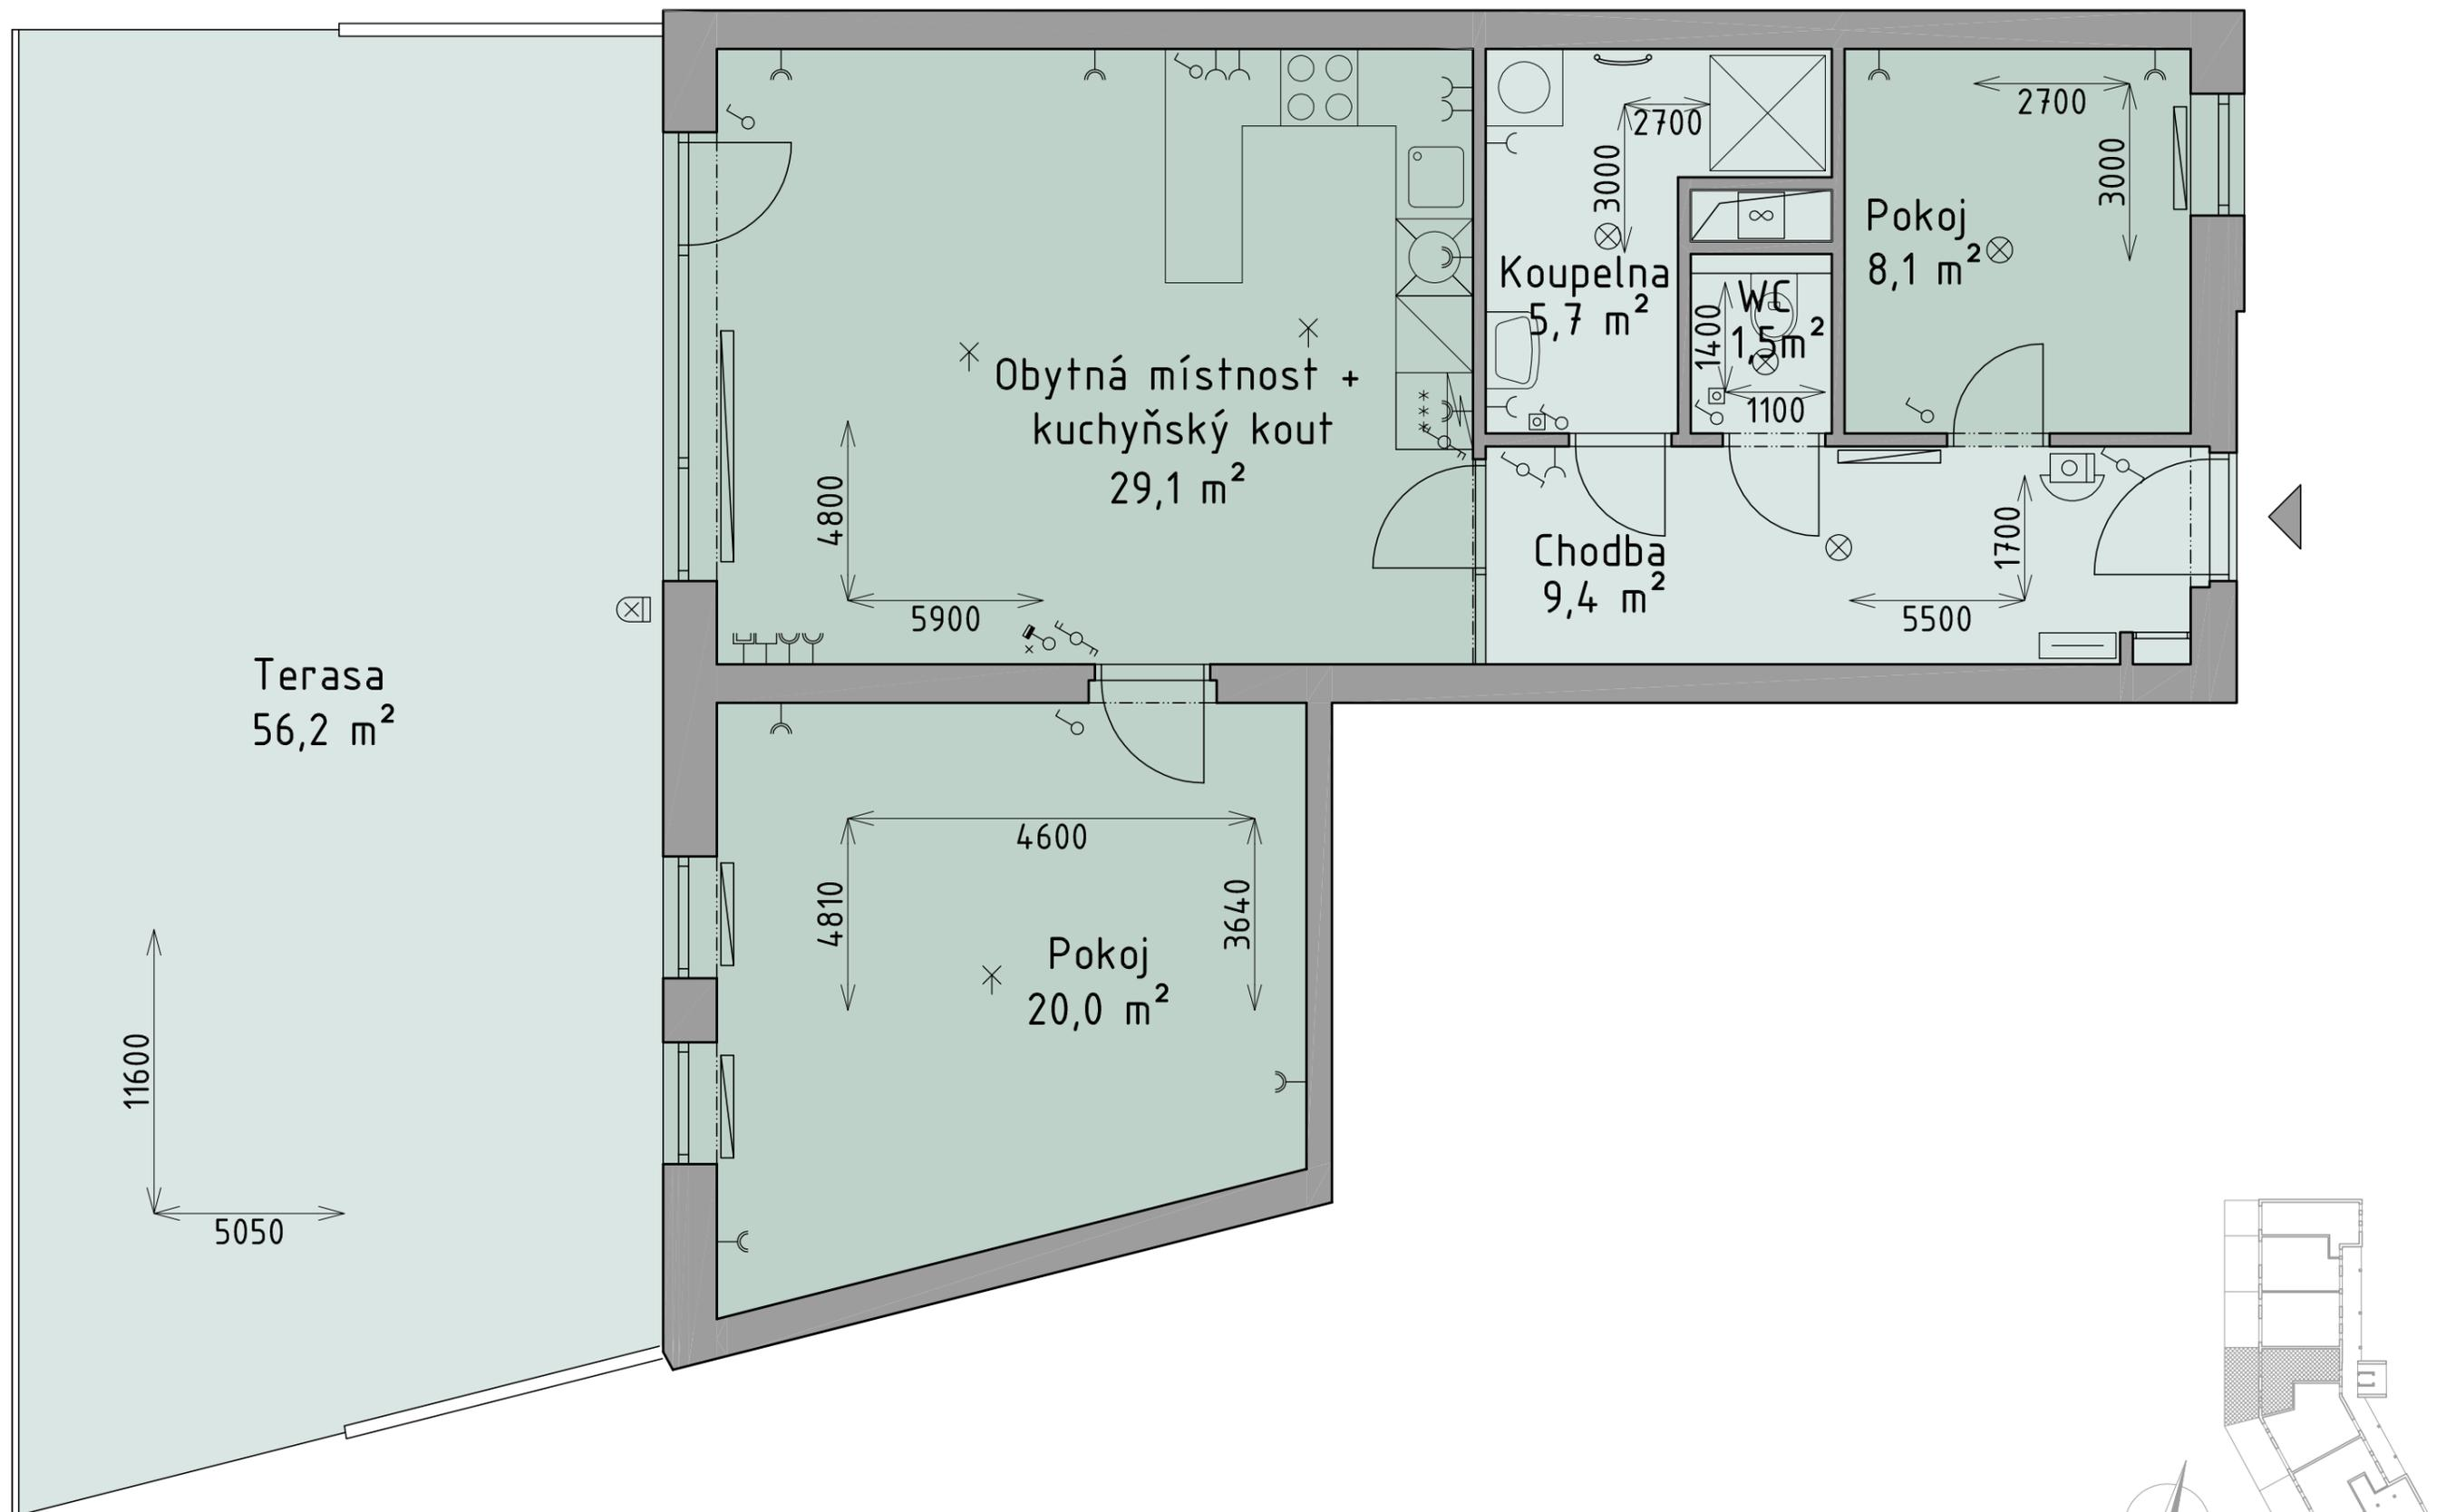 2700
3000
Pokoj
8,1 m²
2700
3000
Koupelna
5,7 m²
WC
1,5m²
1400
1100
Obytná místnost +
kuchyňský kout
29,1 m²
4800
5900
Chodba
9,4 m²
1700
5500
Terasa
56,2 m²
4600
4810
3640
Pokoj
20,0 m²
11600
5050